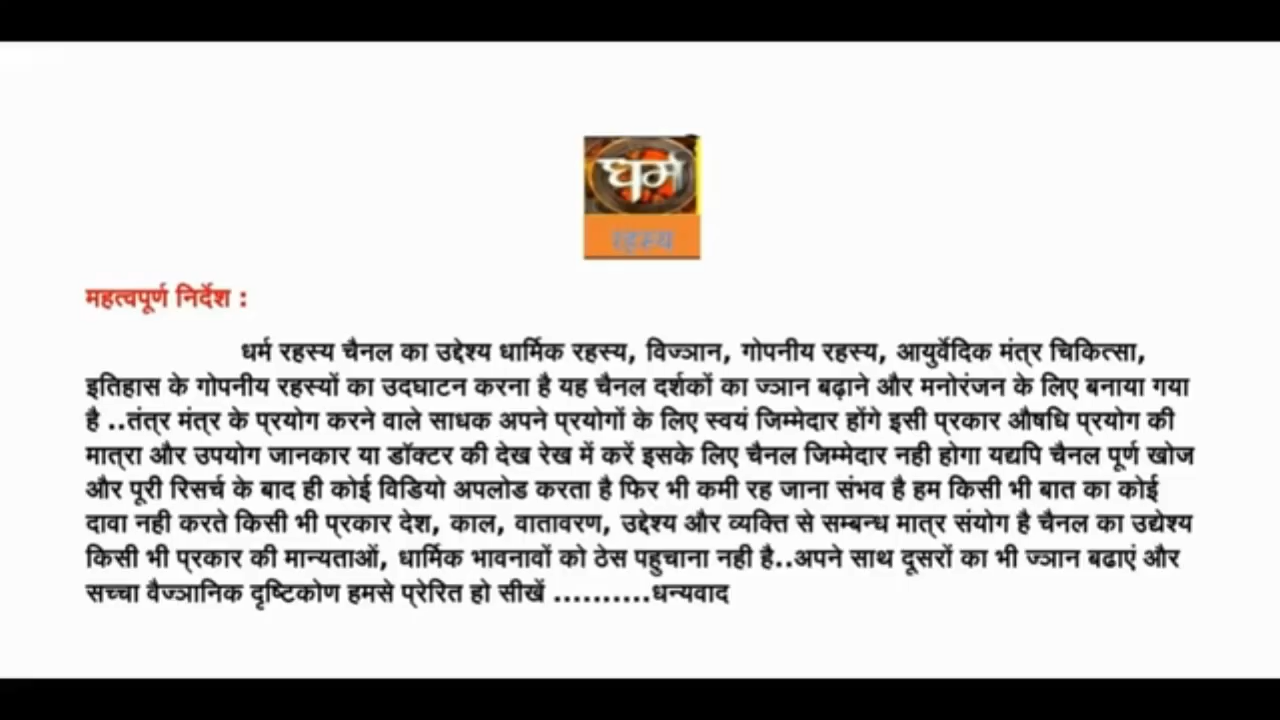 धर्म
रहस्य
महत्वपूर्ण निर्देश :
धर्म रहस्य चैनल का उद्देश्य धार्मिक रहस्य, विज्ञान, गोपनीय रहस्य, आयुर्वेदिक मंत्र चिकित्सा,
इतिहास के गोपनीय रहस्यों का उदघाटन करना है यह चैनल दर्शकों का ज्ञान बढ़ाने और मनोरंजन के लिए बनाया गया
है ..तंत्र मंत्र के प्रयोग करने वाले साधक अपने प्रयोगों के लिए स्वयं जिम्मेदार होंगे इसी प्रकार औषधि प्रयोग की
मात्रा और उपयोग जानकार या डॉक्टर की देख रेख में करें इसके लिए चैनल जिम्मेदार नही होगा यद्यपि चैनल पूर्ण खोज
और पूरी रिसर्च के बाद ही कोई विडियो अपलोड करता है फिर भी कमी रह जाना संभव है हम किसी भी बात का कोई
दावा नही करते किसी भी प्रकार देश, काल, वातावरण, उद्देश्य और व्यक्ति से सम्बन्ध मात्र संयोग है चैनल का उद्येश्य
किसी भी प्रकार की मान्यताओं, धार्मिक भावनावों को ठेस पहुचाना नही है..अपने साथ दूसरों का भी ज्ञान बढाएं और
सच्चा वैज्ञानिक दृष्टिकोण हमसे प्रेरित हो सीखें ..........धन्यवाद